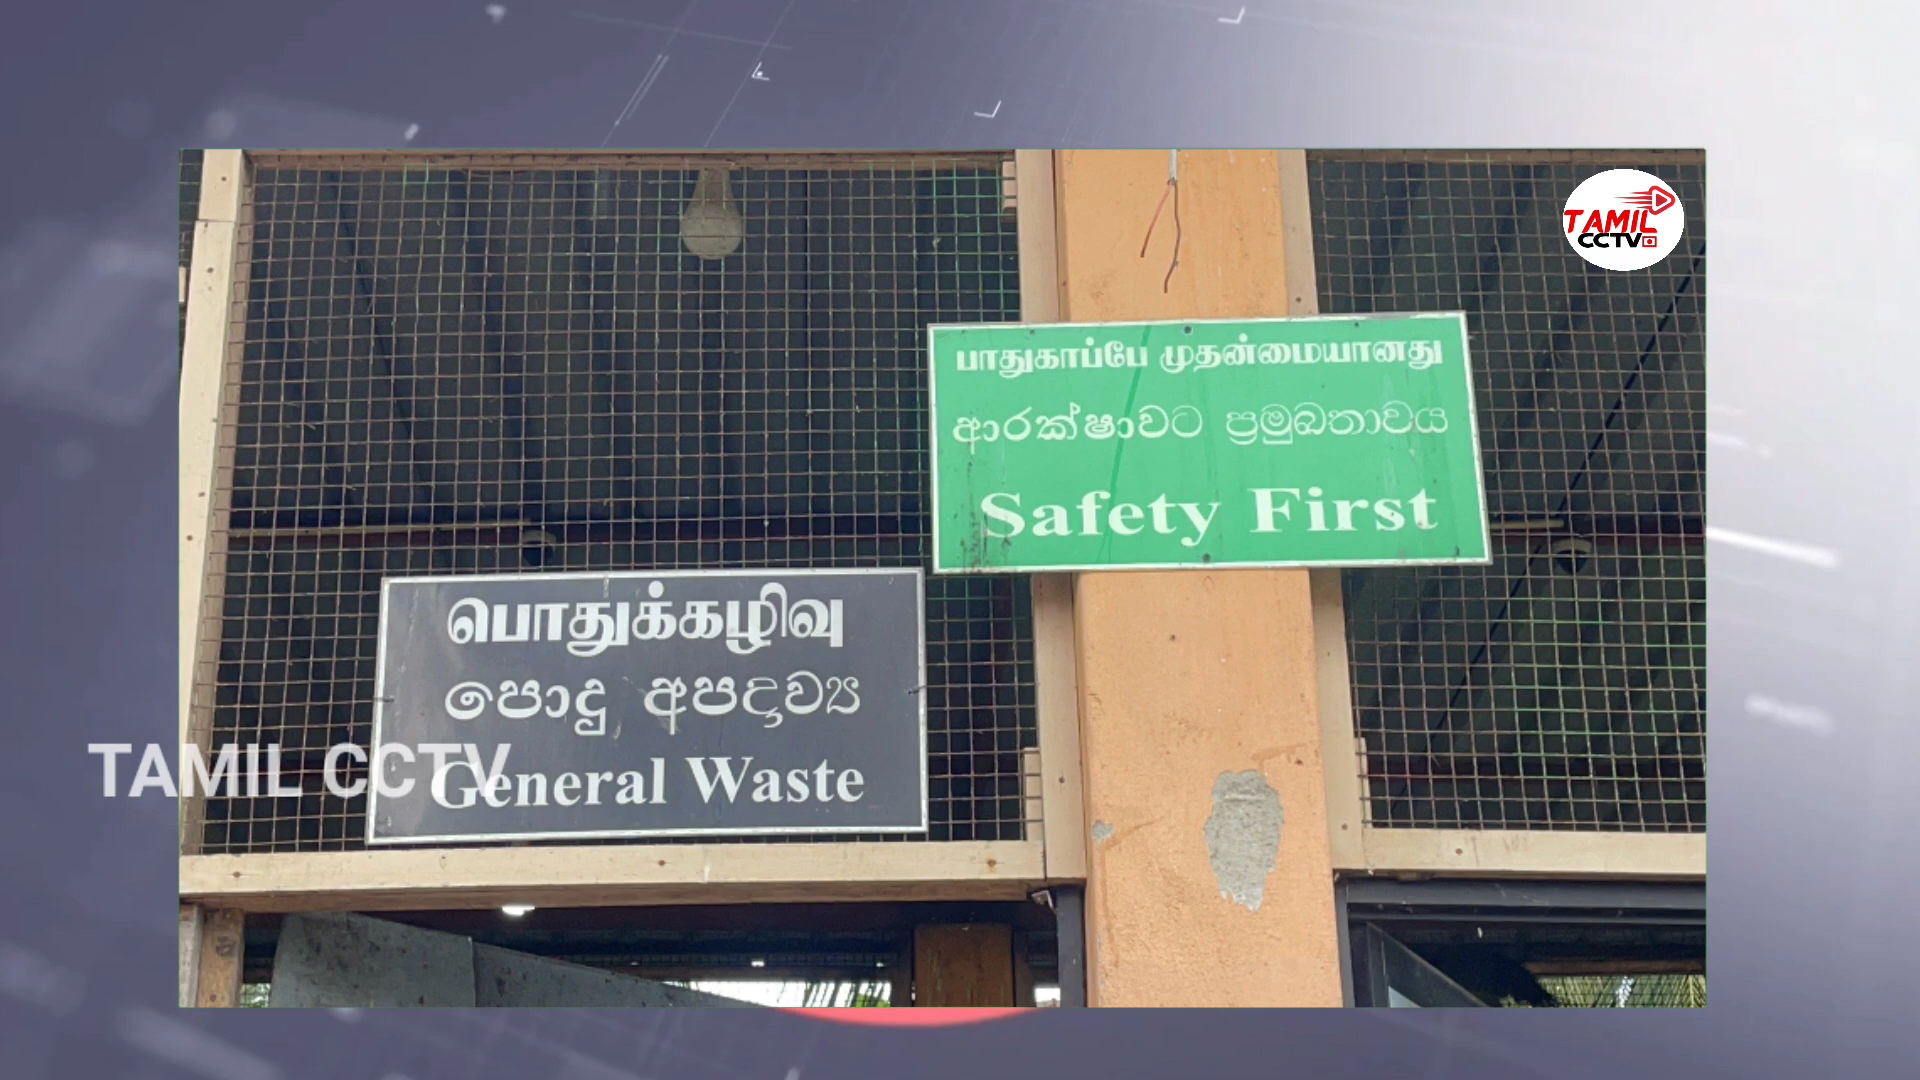 TAMIL
CCTV
பாதுகாப்பே முதன்மையானது
ආරක්ෂාවට ප්‍රමුඛතාවය
Safety First
பொதுக்கழிவு
පොදු අපද්‍රව්‍ය
General Waste
TAMIL CCTV